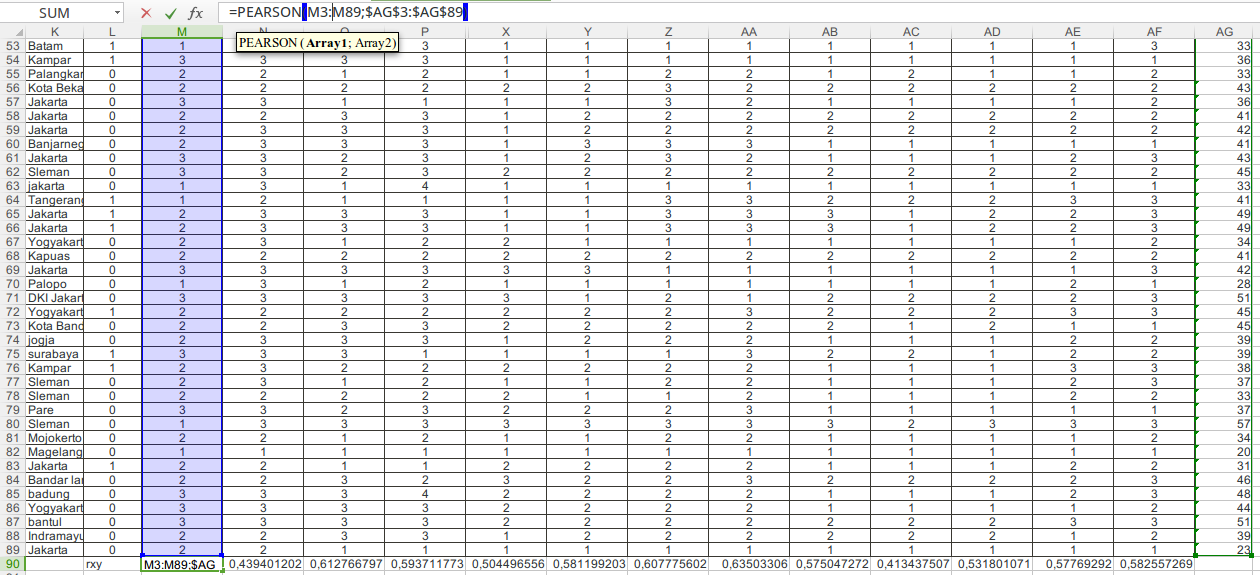 SUM fx =PEARSON(M3:M89;$AG$3:$AG$89)
PEARSON (Array1; Array2)
K L M P X Y Z AA AB AC AD AE AF AG
53 Batam 1 1 3 1 1 1 1 1 1 1 1 3 33
54 Kampar 1 3 3 3 3 1 1 1 1 1 1 1 1 1 36
55 Palangkar 0 2 2 1 2 1 1 2 2 1 2 1 1 2 33
56 Kota Beka 0 2 2 2 2 2 2 3 2 2 2 2 2 2 43
57 Jakarta 0 3 3 1 1 1 1 3 2 1 1 1 1 2 36
58 Jakarta 0 2 2 3 3 1 2 2 2 2 2 2 2 2 41
59 Jakarta 0 2 3 3 3 1 2 2 2 2 2 2 2 2 42
60 Banjarneg 0 2 3 3 3 1 3 3 3 1 1 1 1 1 41
61 Jakarta 0 3 3 2 3 1 2 3 2 1 1 1 2 3 43
62 Sleman 0 3 3 2 3 2 2 2 2 2 2 2 2 2 45
63 jakarta 0 1 3 1 4 1 1 1 1 1 1 1 1 3 33
64 Tangerang 1 1 2 1 1 1 1 3 3 2 2 2 3 3 41
65 Jakarta 1 2 3 3 3 1 1 3 3 3 1 2 2 3 49
66 Jakarta 1 2 3 3 3 1 1 3 3 3 1 2 2 3 49
67 Yogyakart 0 2 3 1 2 2 1 1 1 1 1 1 1 2 34
68 Kapuas 0 2 2 2 2 2 2 2 2 2 2 2 2 2 41
69 Jakarta 0 3 3 3 3 3 3 1 1 1 1 1 1 3 42
70 Palopo 0 1 3 1 2 1 1 1 1 1 1 1 2 1 28
71 DKI Jakart 0 3 3 3 3 3 1 2 1 2 2 2 2 3 51
72 Yogyakart 1 2 2 2 2 2 2 2 3 2 2 2 3 3 45
73 Kota Band 0 2 2 3 3 2 2 2 2 2 1 2 1 1 45
74 jogja 0 2 3 3 3 1 2 2 2 1 1 1 2 2 39
75 surabaya 1 3 3 3 1 1 1 1 3 2 2 1 2 2 39
76 Kampar 1 2 3 2 2 2 2 1 2 1 1 1 3 3 38
77 Sleman 0 2 3 1 2 1 1 2 2 1 1 1 2 3 37
78 Sleman 0 2 2 2 2 2 1 1 2 1 1 1 2 2 33
79 Pare 0 3 3 2 3 2 2 2 3 1 1 1 1 1 37
80 Sleman 0 1 3 3 3 3 3 3 3 3 2 3 3 3 57
81 Mojokerto 0 2 2 1 2 1 1 2 2 1 1 1 1 2 34
82 Magelang 0 1 1 1 1 1 1 1 1 1 1 1 1 1 20
83 Jakarta 1 2 2 1 1 2 2 2 2 1 1 1 2 2 31
84 Bandar lar 0 2 2 3 2 3 2 2 3 2 2 2 2 3 46
85 badung 0 3 3 3 4 2 2 2 2 1 1 1 2 3 48
86 Yogyakart 0 3 3 3 3 2 2 2 2 1 1 1 1 2 44
87 bantul 0 3 3 3 3 2 2 2 2 2 2 2 3 3 51
88 Indramayu 0 2 2 3 3 1 2 2 2 2 2 2 1 2 39
89 Jakarta 0 2 2 1 1 1 1 1 1 1 1 1 1 1 23
90 rxy M3:M89;$AG 0,439401202 0,612766797 0,593711773 0,504496556 0,581199203 0,607775602 0,63503306 0,575047272 0,413437507 0,531801071 0,57769292 0,582557269